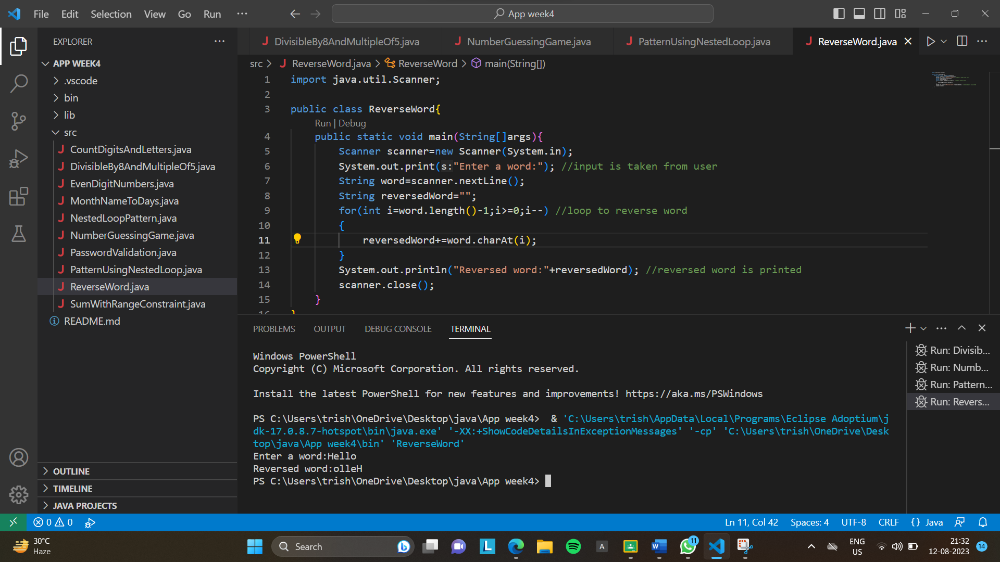 File Edit Selection View Go Run ···
App week4
EXPLORER ···
APP WEEK4
.vscode
bin
lib
src
CountDigitsAndLetters.java
DivisibleBy8AndMultipleOf5.java
EvenDigitNumbers.java
MonthNameToDays.java
NestedLoopPattern.java
NumberGuessingGame.java
PasswordValidation.java
PatternUsingNestedLoop.java
ReverseWord.java
SumWithRangeConstraint.java
README.md
OUTLINE
TIMELINE
JAVA PROJECTS
DivisibleBy8AndMultipleOf5.java NumberGuessingGame.java PatternUsingNestedLoop.java ReverseWord.java
src > ReverseWord.java > ReverseWord > main(String[])
1 import java.util.Scanner;
2
3 public class ReverseWord{
Run | Debug
4 public static void main(String[]args){
5 Scanner scanner=new Scanner(System.in);
6 System.out.print(s:"Enter a word:"); //input is taken from user
7 String word=scanner.nextLine();
8 String reversedWord="";
9 for(int i=word.length()-1;i>=0;i--) //loop to reverse word
10 {
11 reversedWord+=word.charAt(i);
12 }
13 System.out.println("Reversed word:"+reversedWord); //reversed word is printed
14 scanner.close();
15 }
16 }
PROBLEMS OUTPUT DEBUG CONSOLE TERMINAL
Windows PowerShell
Copyright (C) Microsoft Corporation. All rights reserved.
Install the latest PowerShell for new features and improvements! https://aka.ms/PSWindows
PS C:\Users\trish\OneDrive\Desktop\java\App week4>  & 'C:\Users\trish\AppData\Local\Programs\Eclipse Adoptium\j
dk-17.0.8.7-hotspot\bin\java.exe' '-XX:+ShowCodeDetailsInExceptionMessages' '-cp' 'C:\Users\trish\OneDrive\Desk
top\java\App week4\bin' 'ReverseWord'
Enter a word:Hello
Reversed word:olleH
PS C:\Users\trish\OneDrive\Desktop\java\App week4>
Run: Divisib...
Run: Numb...
Run: Pattern...
Run: Revers...
0 0 Ln 11, Col 42 Spaces: 4 UTF-8 CRLF {} Java
30°C
Haze
Search
L
A
W
11
ENG
US
21:32
12-08-2023
14